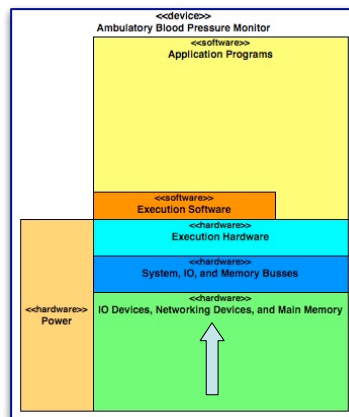 <<device>>
Ambulatory Blood Pressure Monitor
<<software>>
Application Programs
<<software>>
Execution Software
<<hardware>>
Execution Hardware
<<hardware>>
System, IO, and Memory Busses
<<hardware>>
IO Devices, Networking Devices, and Main Memory
<<hardware>>
Power